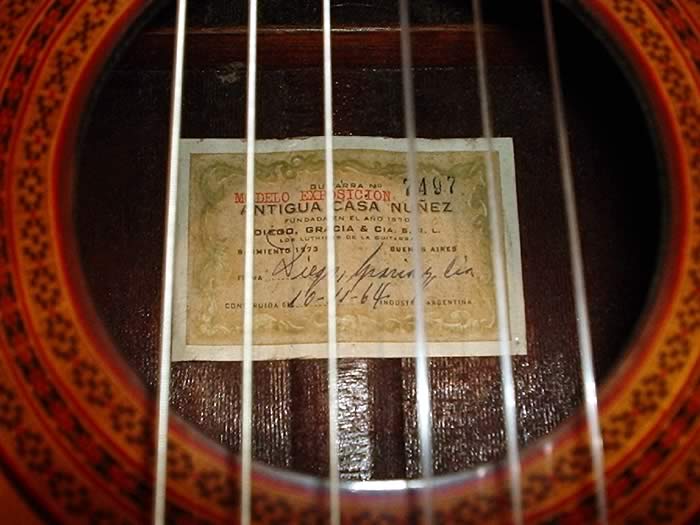 GUITARRA Nº 7497
MODELO EXPOSICION
ANTIGUA CASA NUÑEZ
FUNDADA EN EL AÑO 1870
DIEGO, GRACIA & CIA. S. R. L.
LOS LUTHIERS DE LA GUITARRA
SARMIENTO 1573 BUENOS AIRES
FIRMA Diego, Gracia y Cia
CONSTRUIDA EL 10-11-64 INDUSTRIA ARGENTINA